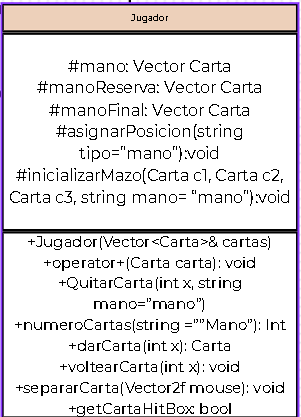 Jugador
#mano: Vector Carta
#manoReserva: Vector Carta
#manoFinal: Vector Carta
#asignarPosicion(string
tipo="mano"):void
#inicializarMazo(Carta c1, Carta c2,
Carta c3, string mano= "mano"):void
+Jugador(Vector<Carta>& cartas)
+operator+(Carta carta): void
+QuitarCarta(int x, string
mano="mano")
+numeroCartas(string =""Mano"): Int
+darCarta(int x): Carta
+voltearCarta(int x): void
+separarCarta(Vector2f mouse): void
+getCartaHitBox: bool